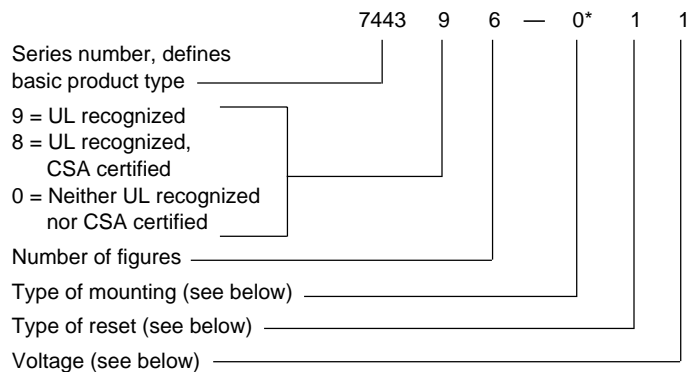 7443 9 6 — 0* 1 1
Series number, defines
basic product type
9 = UL recognized
8 = UL recognized,
CSA certified
0 = Neither UL recognized
nor CSA certified
Number of figures
Type of mounting (see below)
Type of reset (see below)
Voltage (see below)